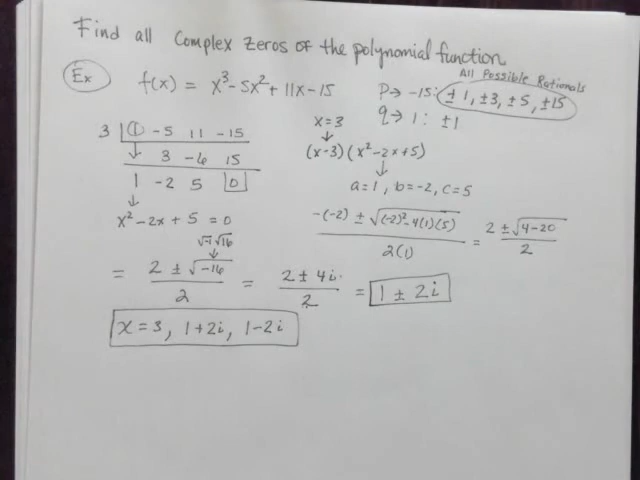 Find all Complex Zeros of the polynomial function
Ex
f(x) = x³ - 5x² + 11x - 15
All Possible Rationals
P → -15: ±1, ±3, ±5, ±15
q → 1: ±1
3 | 1 -5 11 -15
↓ 3 -6 15
1 -2 5 0
x = 3
↓
(x-3)(x²-2x+5)
↓
a=1, b=-2, c=5
↓
x² - 2x + 5 = 0
-(-2) ± √(-2)² - 4(1)(5) / 2(1) = 2 ± √4-20 / 2
√-1 √16
↓
= 2 ± √-16 / 2 = 2 ± 4i / 2 = 1 ± 2i
x = 3, 1+2i, 1-2i